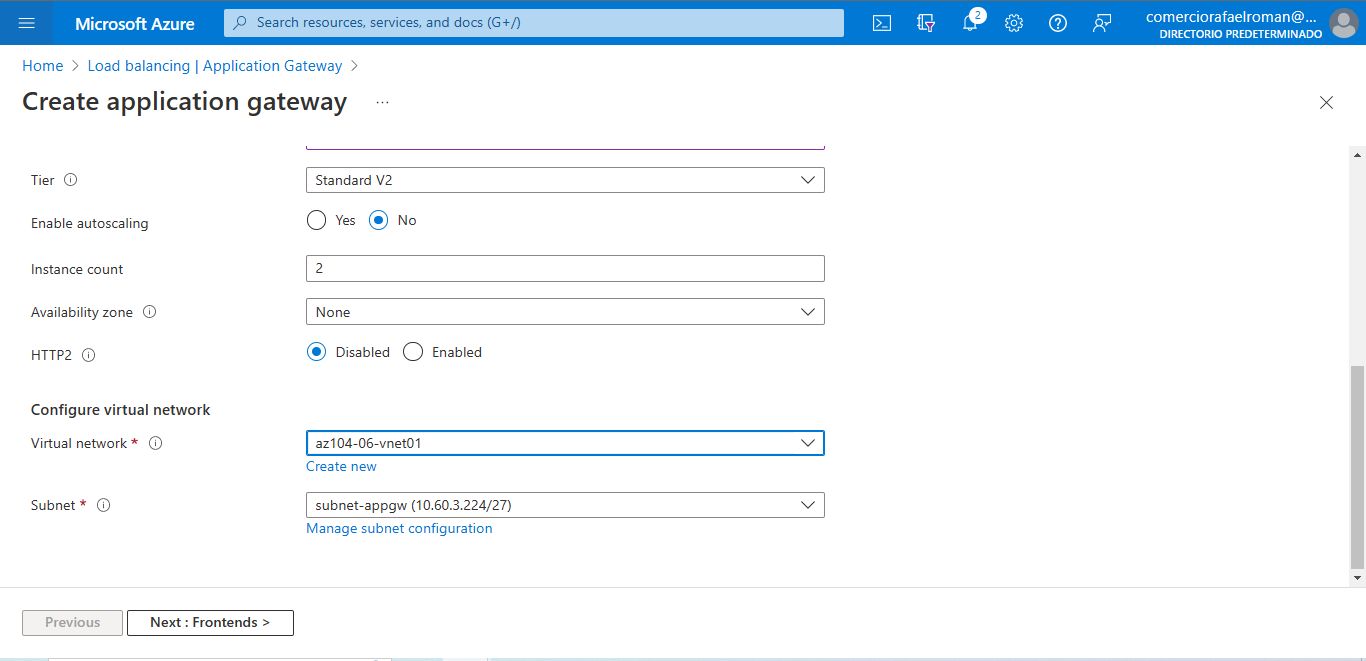 Microsoft Azure
Search resources, services, and docs (G+/)
2
comerciorafaelroman@...
DIRECTORIO PREDETERMINADO
Home > Load balancing | Application Gateway >
Create application gateway ...
Tier
Standard V2
Enable autoscaling
Yes No
Instance count
2
Availability zone
None
HTTP2
Disabled Enabled
Configure virtual network
Virtual network *
az104-06-vnet01
Create new
Subnet *
subnet-appgw (10.60.3.224/27)
Manage subnet configuration
Previous
Next : Frontends >